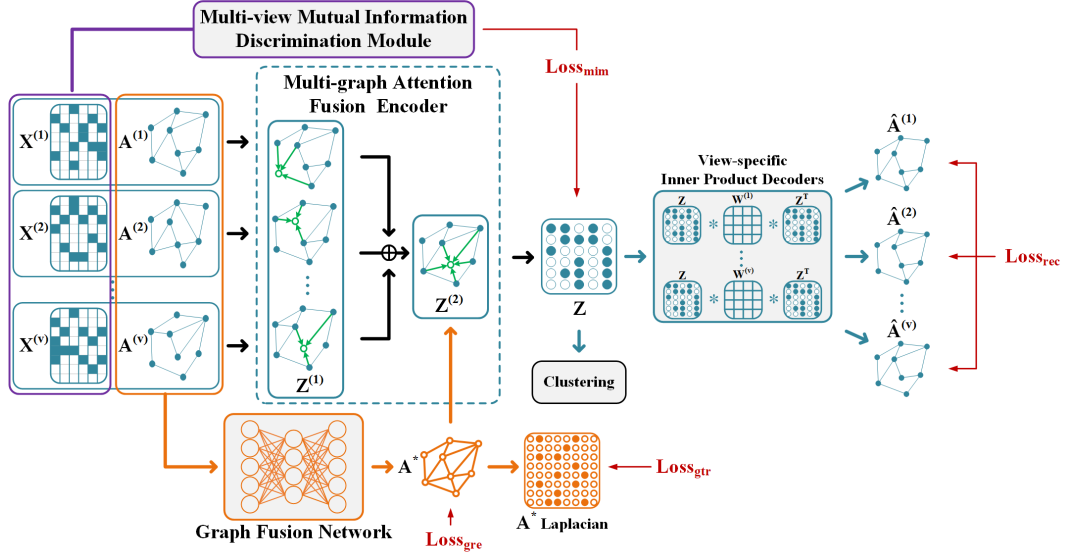 Multi-view Mutual Information
Discrimination Module
Loss_mim
Multi-graph Attention
Fusion Encoder
X^(1)
A^(1)
X^(2)
A^(2)
X^(v)
A^(v)
Z^(1)
Z^(2)
Z
Clustering
View-specific
Inner Product Decoders
Z W^(1) Z^T
* *
Z W^(v) Z^T
* *
Â^(1)
Â^(2)
Â^(v)
Loss_rec
Graph Fusion Network
A^*
Loss_gre
A^* Laplacian
Loss_gtr